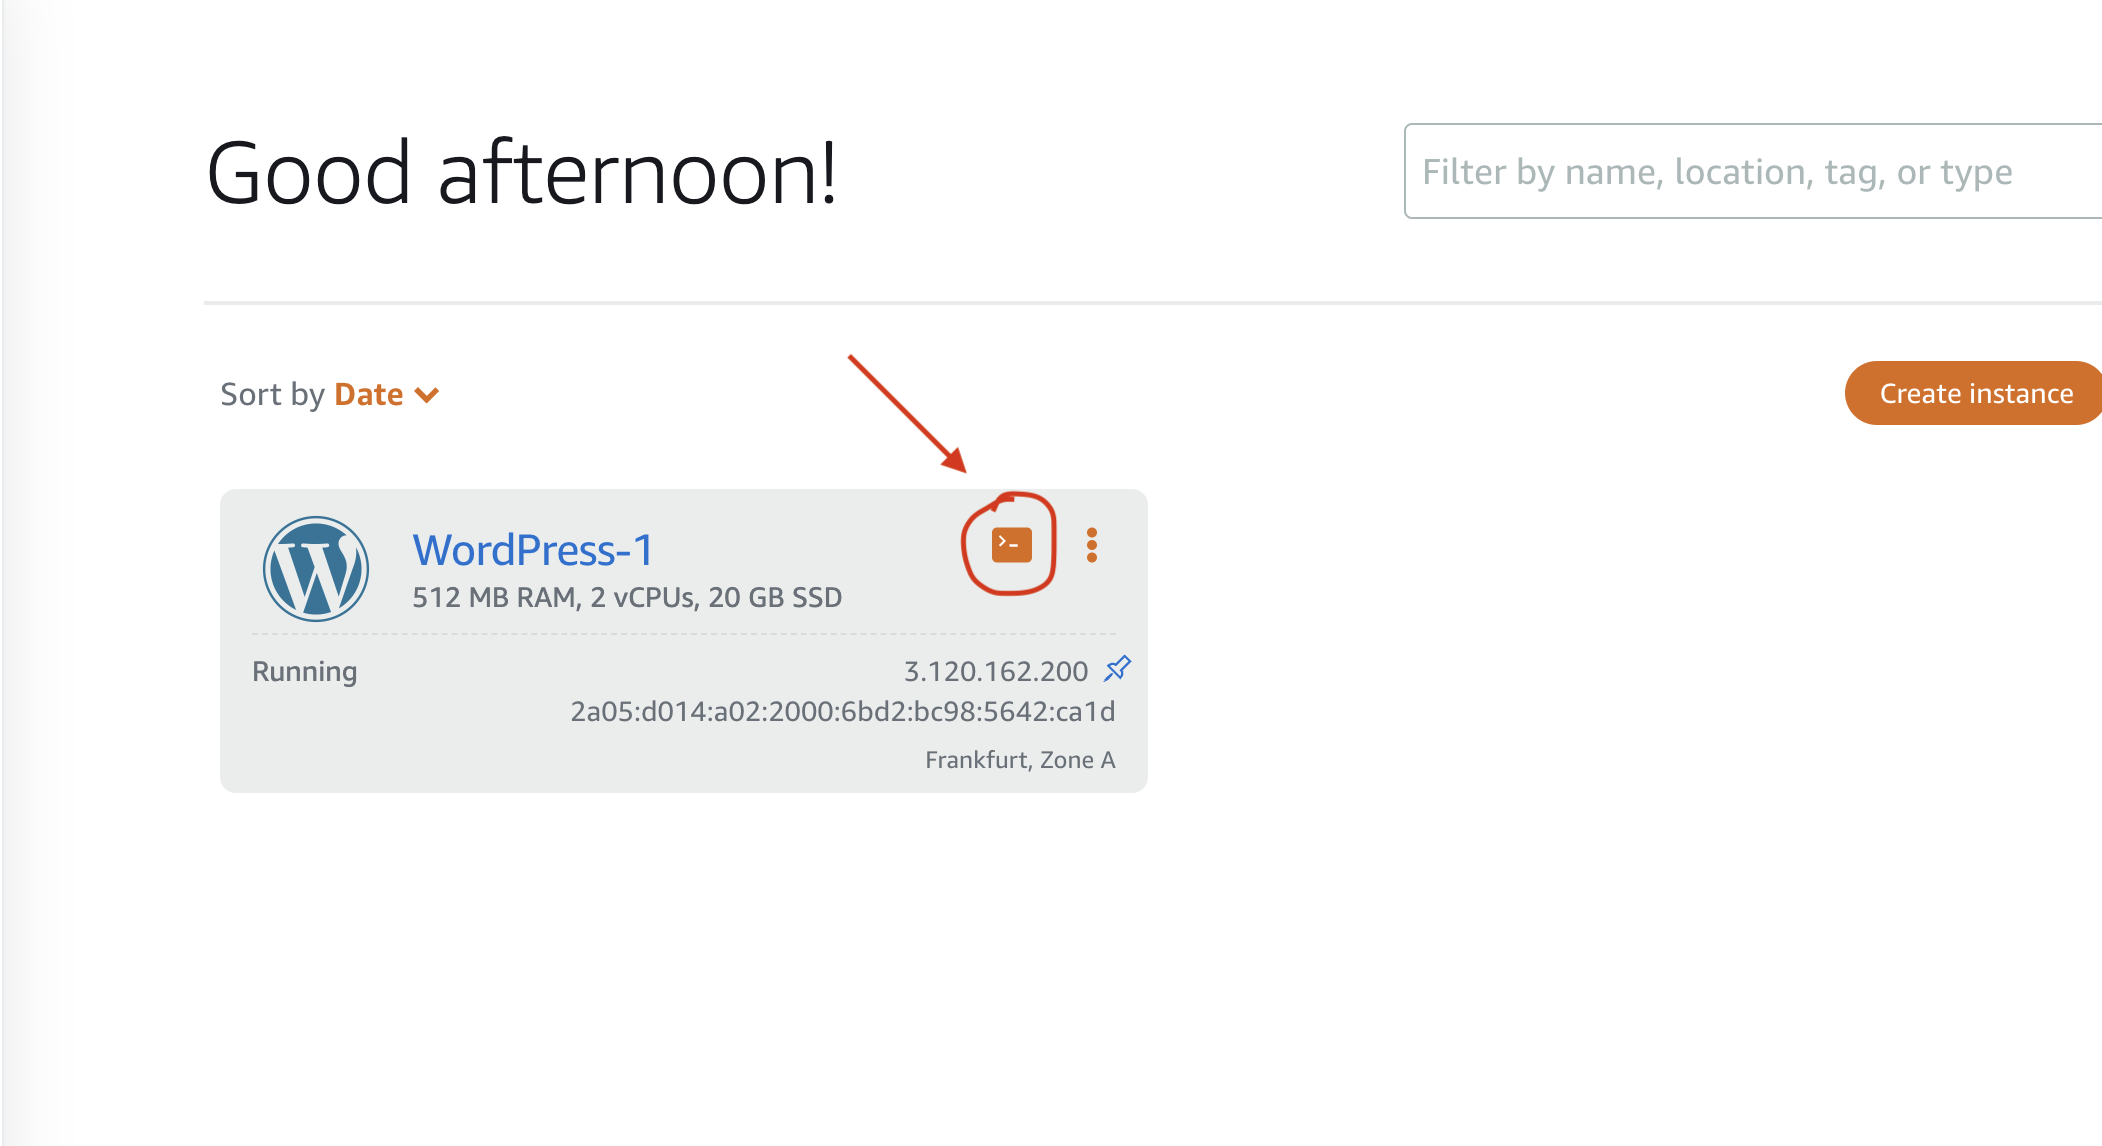 Good afternoon!
Filter by name, location, tag, or type
Sort by Date
Create instance
WordPress-1
512 MB RAM, 2 vCPUs, 20 GB SSD
Running
3.120.162.200
2a05:d014:a02:2000:6bd2:bc98:5642:ca1d
Frankfurt, Zone A